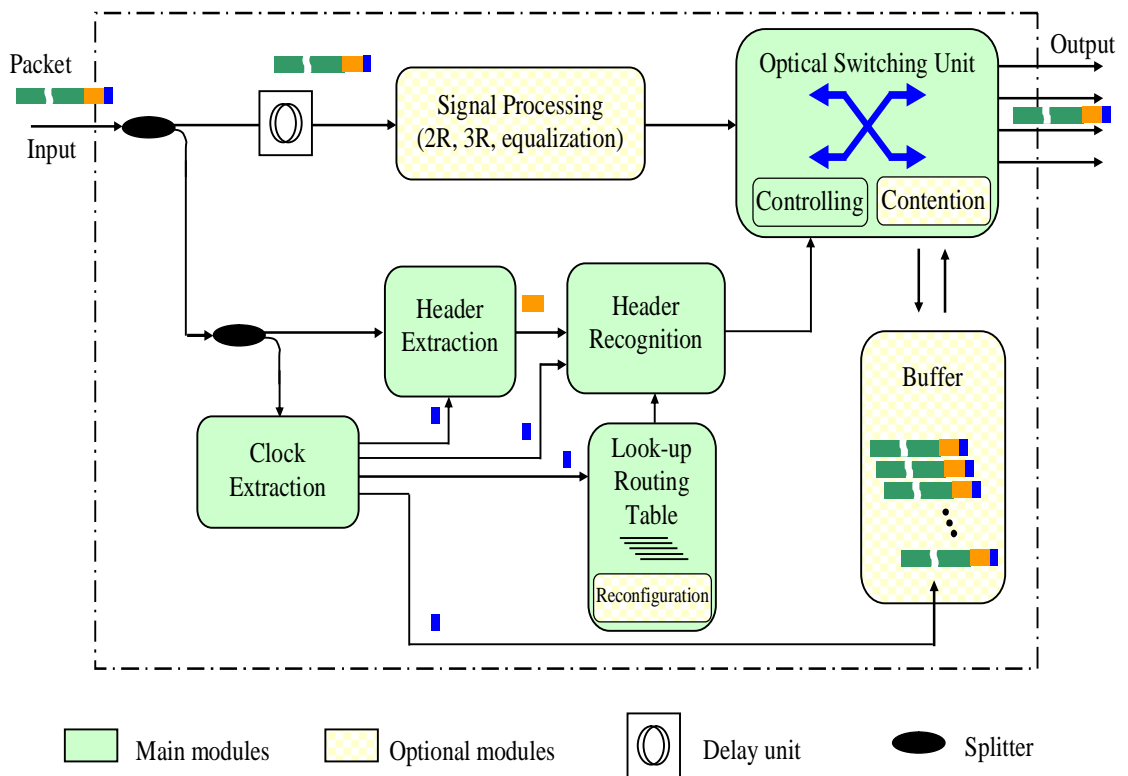 Packet
Input
Signal Processing
(2R, 3R, equalization)
Optical Switching Unit
Controlling
Contention
Output
Header
Extraction
Header
Recognition
Buffer
Clock
Extraction
Look-up
Routing
Table
Reconfiguration
Main modules
Optional modules
Delay unit
Splitter